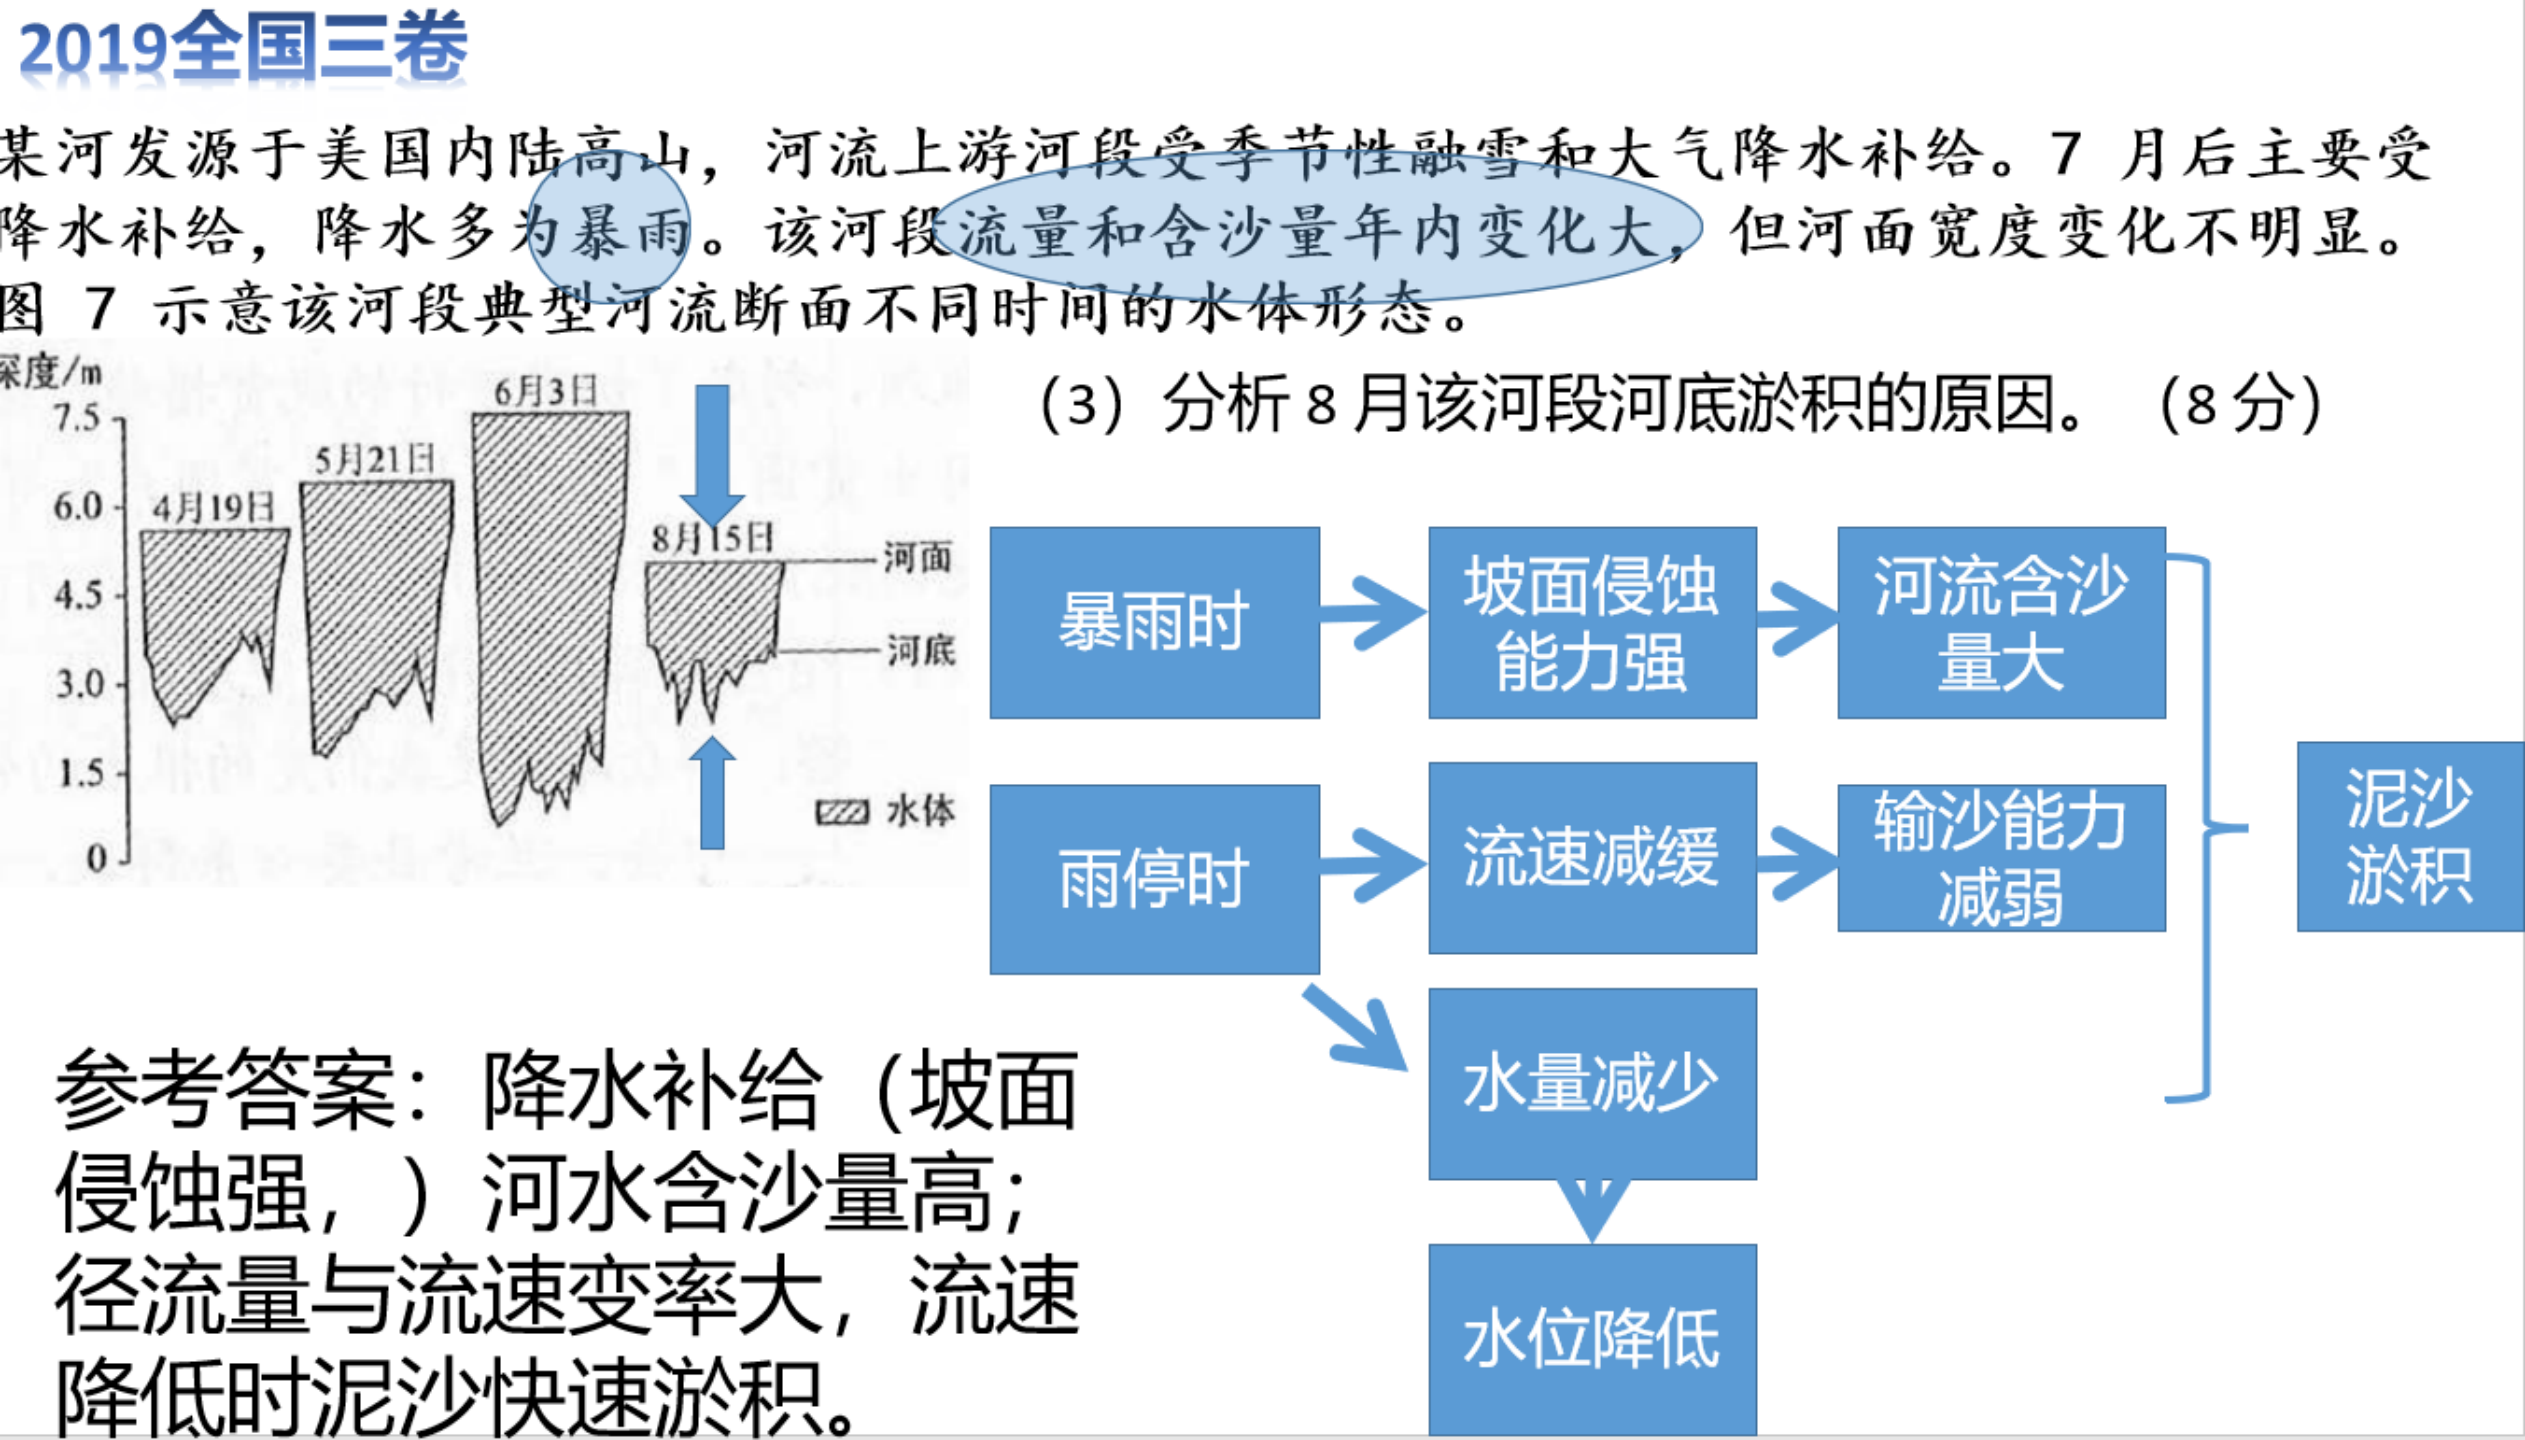 2019全国三卷
某河发源于美国内陆高山，河流上游河段受季节性融雪和大气降水补给。7 月后主要受
降水补给，降水多为暴雨。该河段流量和含沙量年内变化大，但河面宽度变化不明显。
图 7 示意该河段典型河流断面不同时间的水体形态。
深度/m
7.5
6.0
4.5
3.0
1.5
0
4月19日
5月21日
6月3日
8月15日
河面
河底
水体
（3）分析 8 月该河段河底淤积的原因。（8 分）
暴雨时
坡面侵蚀
能力强
河流含沙
量大
雨停时
流速减缓
输沙能力
减弱
水量减少
水位降低
泥沙
淤积
参考答案：降水补给（坡面
侵蚀强，）河水含沙量高；
径流量与流速变率大，流速
降低时泥沙快速淤积。